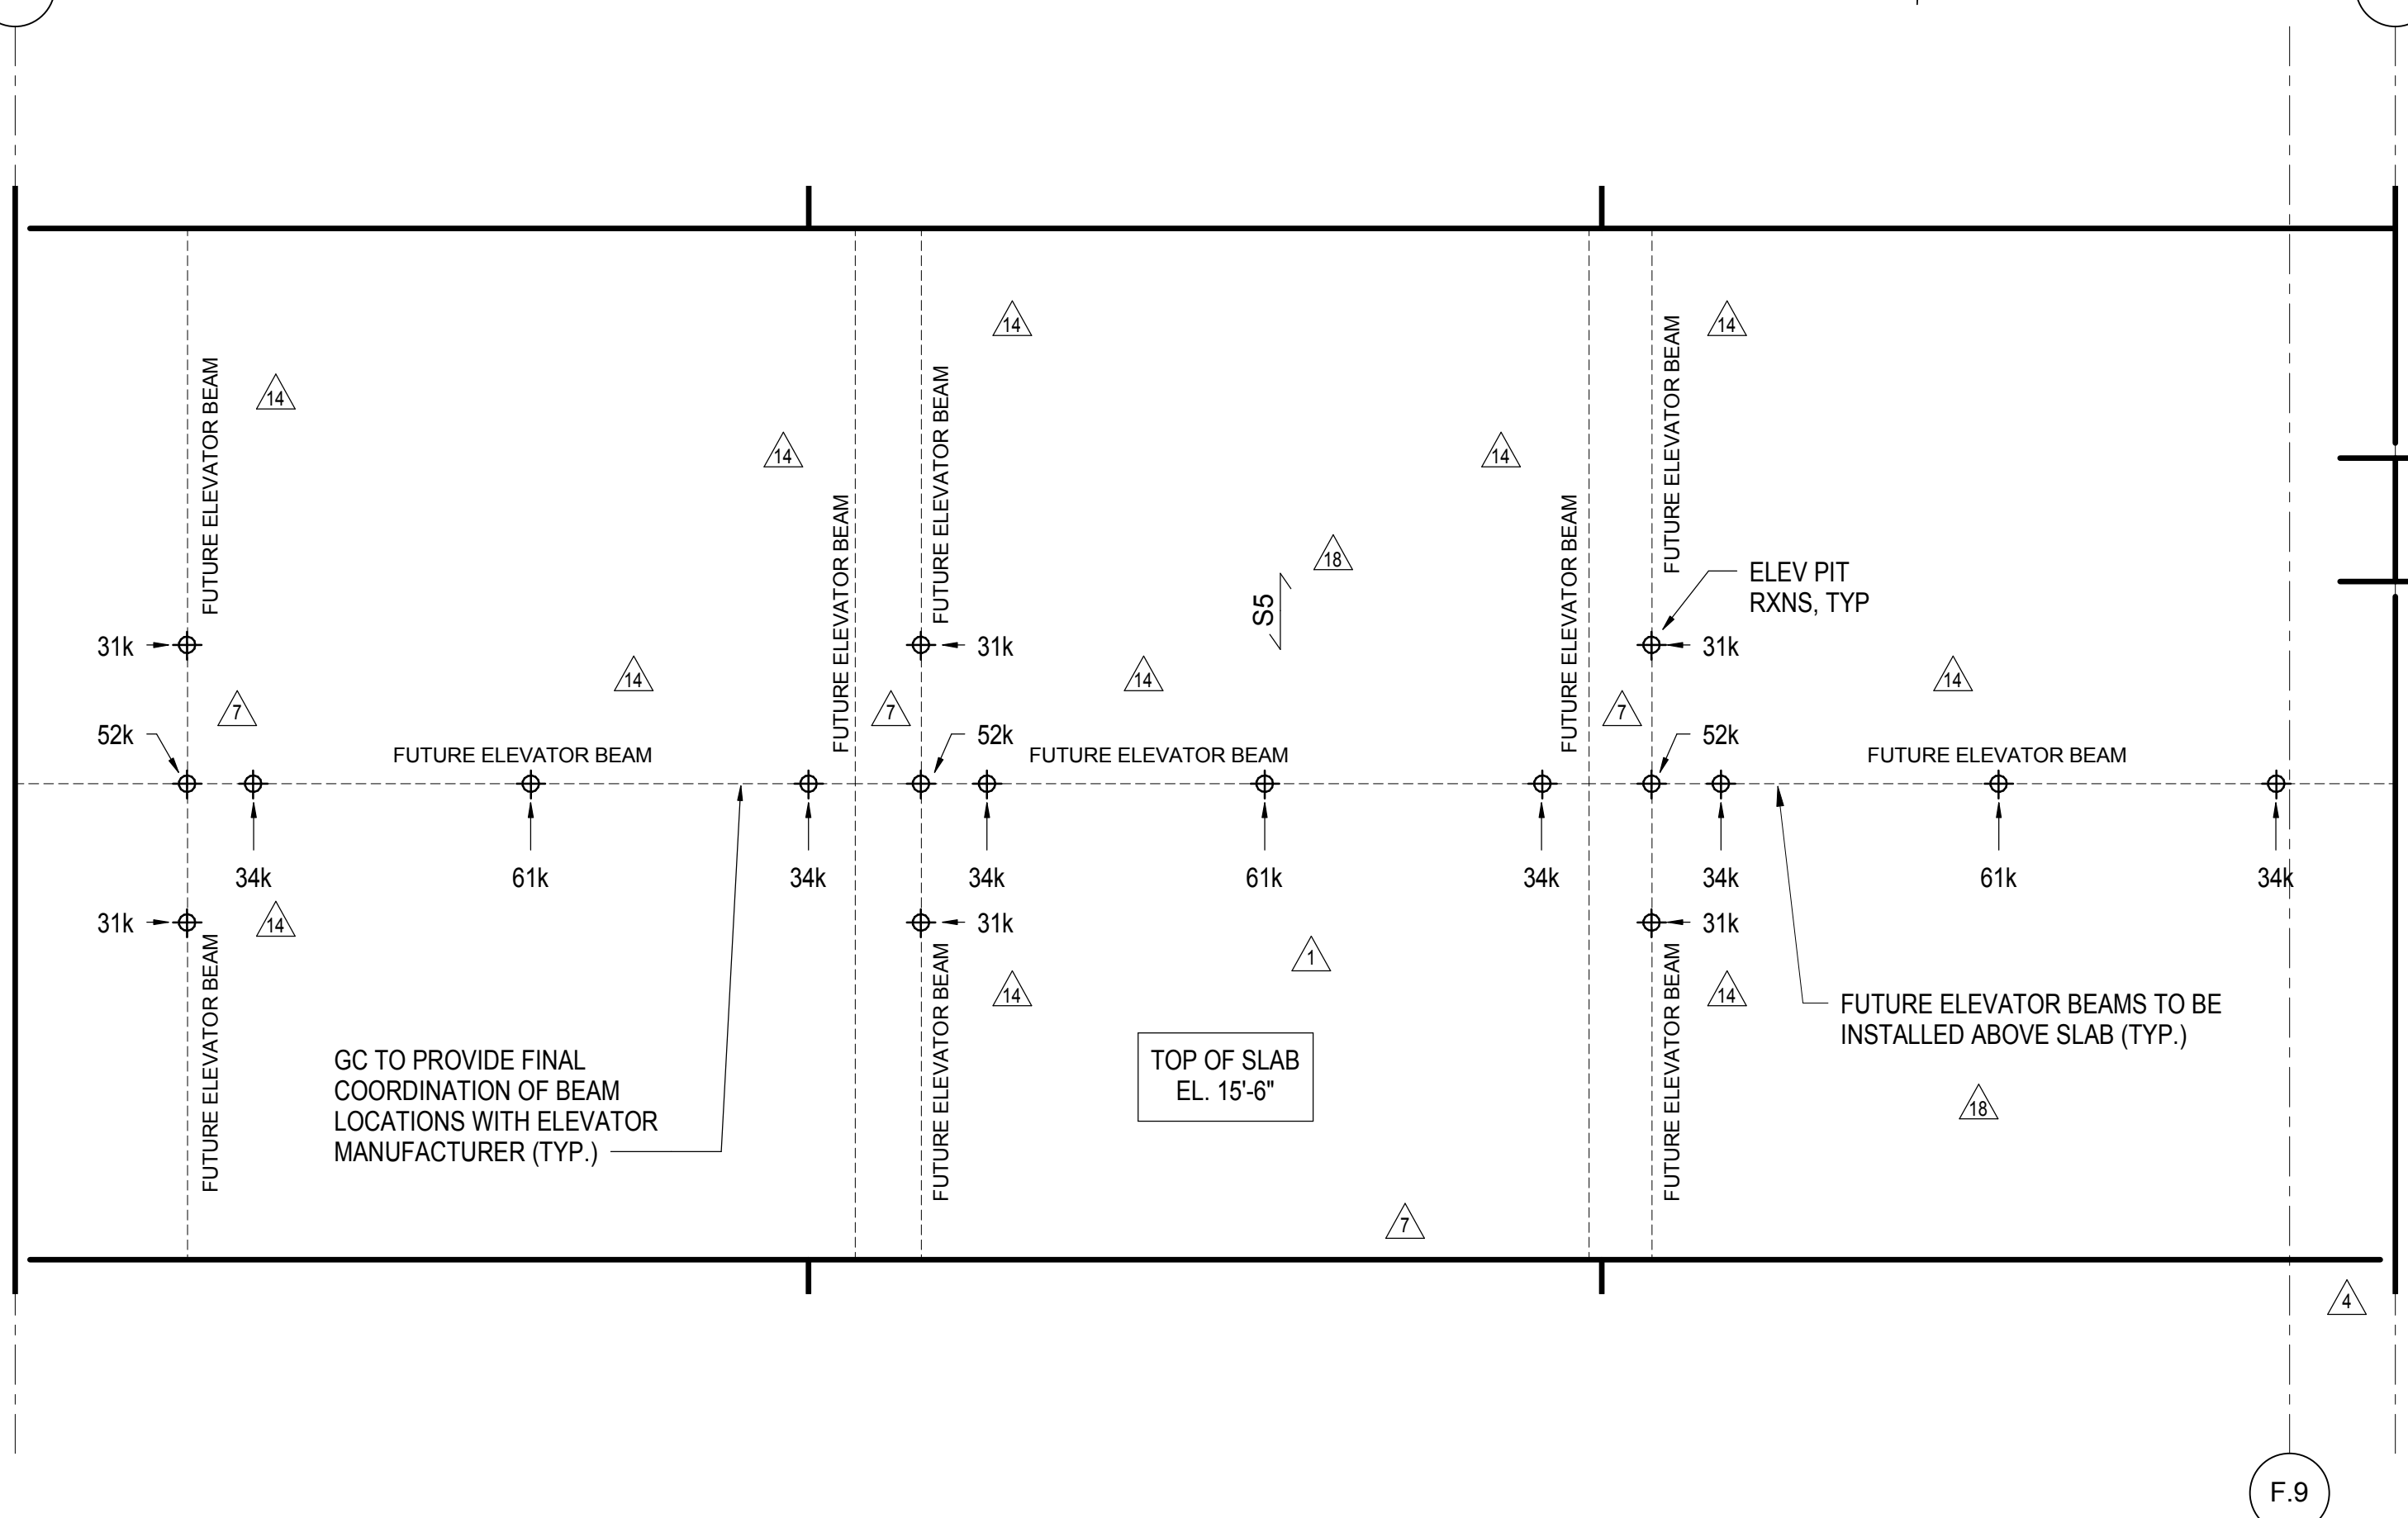 14
14
14
14
14
FUTURE ELEVATOR BEAM
FUTURE ELEVATOR BEAM
FUTURE ELEVATOR BEAM
FUTURE ELEVATOR BEAM
FUTURE ELEVATOR BEAM
18
S5
ELEV PIT
RXNS, TYP
31k
31k
31k
14
14
14
7
7
7
52k
52k
52k
FUTURE ELEVATOR BEAM
FUTURE ELEVATOR BEAM
FUTURE ELEVATOR BEAM
34k
61k
34k
34k
61k
34k
34k
61k
34k
31k
14
31k
31k
1
14
14
FUTURE ELEVATOR BEAM
FUTURE ELEVATOR BEAM
FUTURE ELEVATOR BEAM
GC TO PROVIDE FINAL
COORDINATION OF BEAM
LOCATIONS WITH ELEVATOR
MANUFACTURER (TYP.)
TOP OF SLAB
EL. 15'-6"
FUTURE ELEVATOR BEAMS TO BE
INSTALLED ABOVE SLAB (TYP.)
18
7
4
F.9